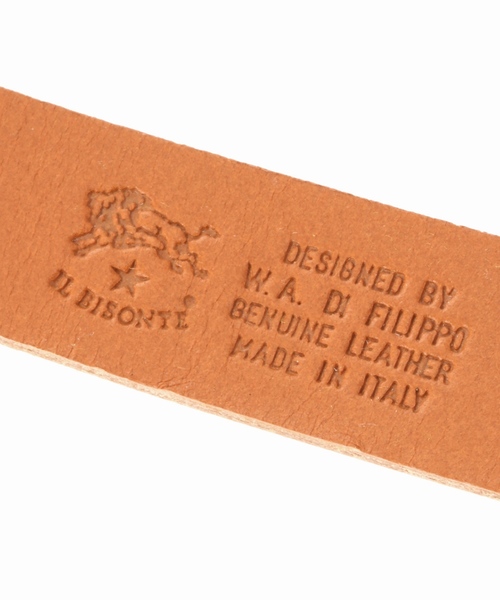 IL BISONTE
DESIGNED BY
W. A. DI FILIPPO
GENUINE LEATHER
MADE IN ITALY